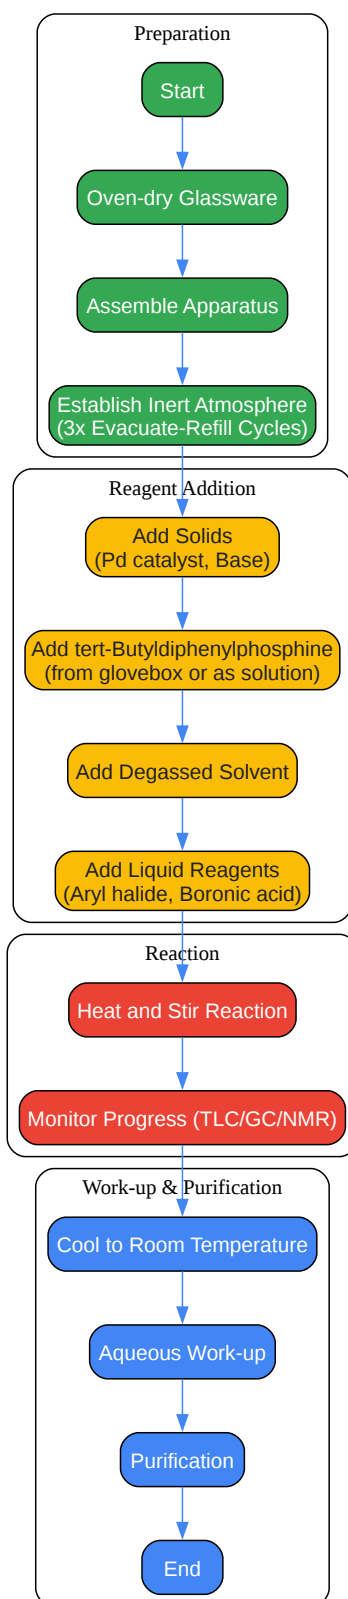 Preparation
Start
Oven-dry Glassware
Assemble Apparatus
Establish Inert Atmosphere
(3x Evacuate-Refill Cycles)
Reagent Addition
Add Solids
(Pd catalyst, Base)
Add tert-Butyldiphenylphosphine
(from glovebox or as solution)
Add Degassed Solvent
Add Liquid Reagents
(Aryl halide, Boronic acid)
Reaction
Heat and Stir Reaction
Monitor Progress (TLC/GC/NMR)
Work-up & Purification
Cool to Room Temperature
Aqueous Work-up
Purification
End